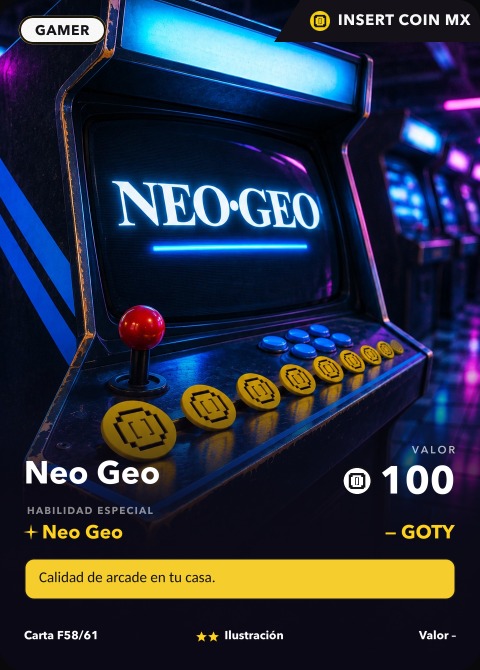 GAMER
INSERT COIN MX
NEO·GEO
Neo Geo
VALOR
100
HABILIDAD ESPECIAL
Neo Geo
– GOTY
Calidad de arcade en tu casa.
Carta F58/61
Ilustración
Valor –